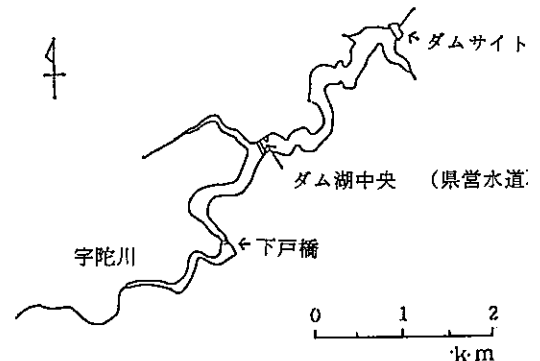 ダムサイト
ダム湖中央 (県営水道)
下戸橋
宇陀川
0 1 2
k m